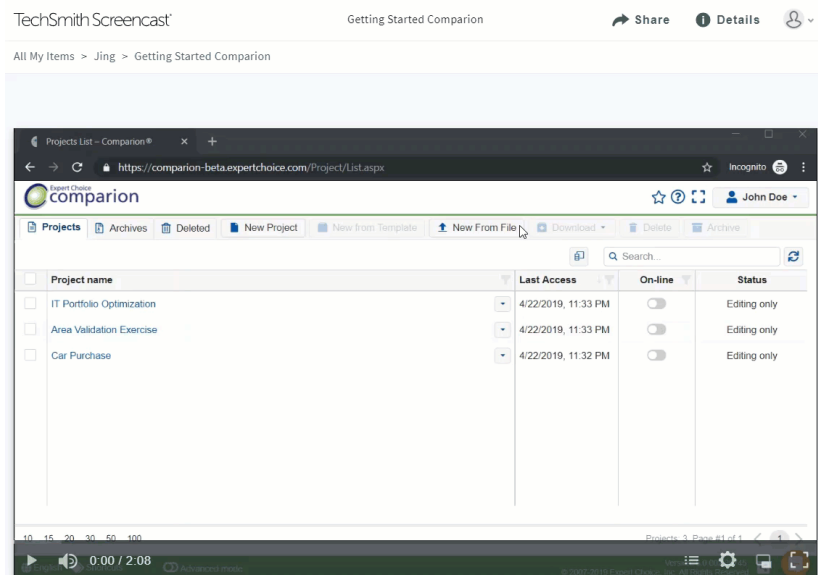 TechSmith Screencast® Getting Started Comparion Share Details
All My Items > Jing > Getting Started Comparion
Projects List – Comparion®
https://comparion-beta.expertchoice.com/Project/List.aspx Incognito
Expert Choice
comparion John Doe
Projects Archives Deleted New Project New from Template New From File Download Delete Archive
Search...
Project name Last Access On-line Status
IT Portfolio Optimization 4/22/2019, 11:33 PM Editing only
Area Validation Exercise 4/22/2019, 11:33 PM Editing only
Car Purchase 4/22/2019, 11:32 PM Editing only
10 15 20 30 50 100 Projects: 3, Page #1 of 1 1
0:00 / 2:08
English Advanced mode